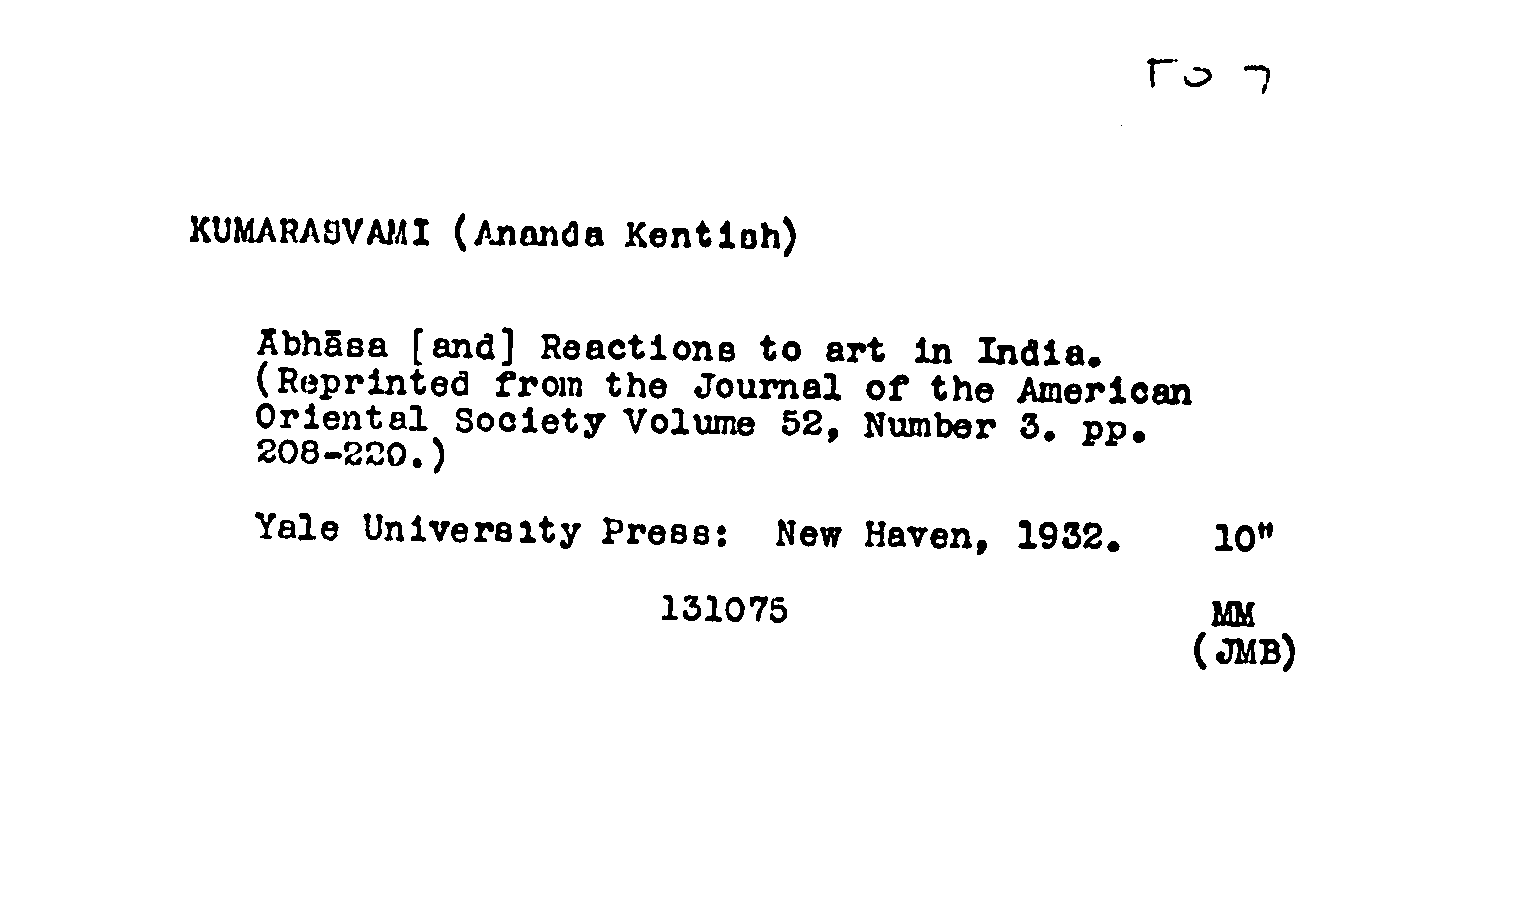 KUMARASVAMI (Ananda Kentish)
Ābhāsa [and] Reactions to art in India.
(Reprinted from the Journal of the American
Oriental Society Volume 52, Number 3. pp.
208-220.)
Yale University Press: New Haven, 1932. 10"
131075 MM
(JMB)